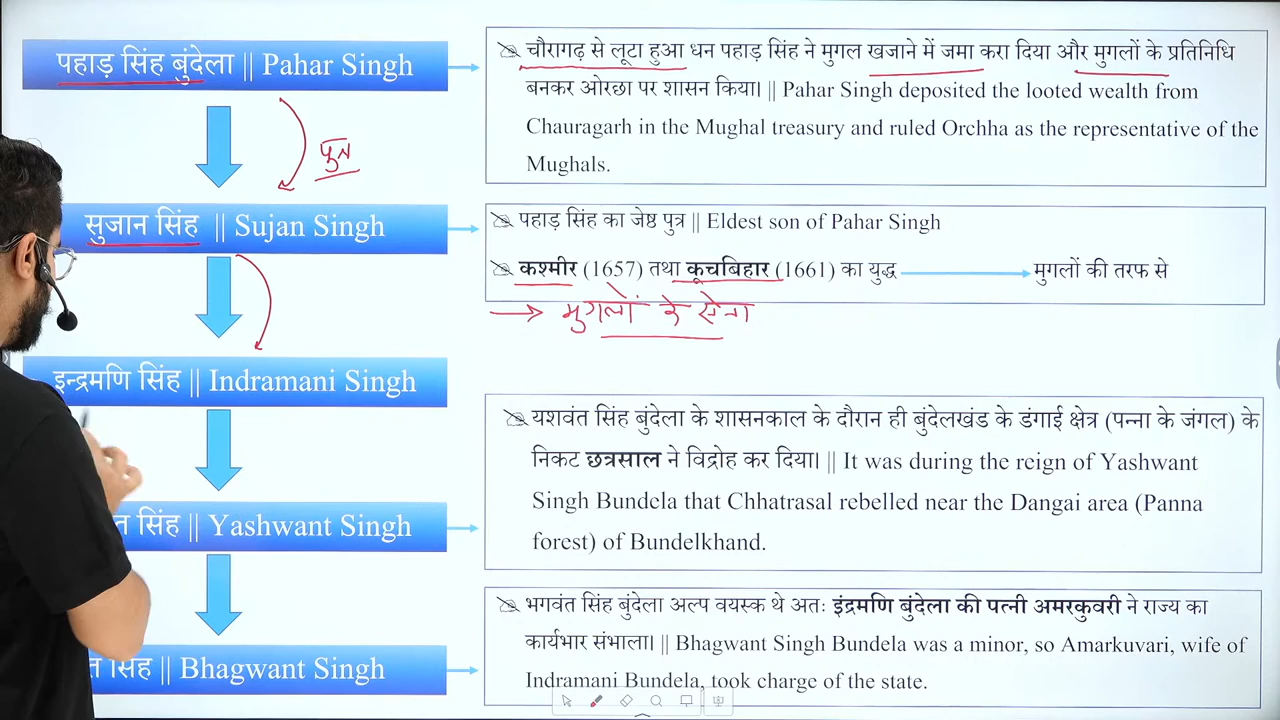 पहाड़ सिंह बुंदेला || Pahar Singh
चौरागढ़ से लूटा हुआ धन पहाड़ सिंह ने मुगल खजाने में जमा करा दिया और मुगलों के प्रतिनिधि
बनकर ओरछा पर शासन किया। || Pahar Singh deposited the looted wealth from
Chauragarh in the Mughal treasury and ruled Orchha as the representative of the
Mughals.
पुत्र
सुजान सिंह || Sujan Singh
पहाड़ सिंह का जेष्ठ पुत्र || Eldest son of Pahar Singh
कश्मीर (1657) तथा कूचबिहार (1661) का युद्ध मुगलों की तरफ से
मुगलों के सेना
इन्द्रमणि सिंह || Indramani Singh
यशवंत सिंह बुंदेला के शासनकाल के दौरान ही बुंदेलखंड के डंगाई क्षेत्र (पन्ना के जंगल) के
निकट छत्रसाल ने विद्रोह कर दिया। || It was during the reign of Yashwant
Singh Bundela that Chhatrasal rebelled near the Dangai area (Panna
forest) of Bundelkhand.
सिंह || Yashwant Singh
भगवंत सिंह बुंदेला अल्प वयस्क थे अतः इंद्रमणि बुंदेला की पत्नी अमरकुवरी ने राज्य का
कार्यभार संभाला। || Bhagwant Singh Bundela was a minor, so Amarkuvari, wife of
Indramani Bundela, took charge of the state.
सिंह || Bhagwant Singh